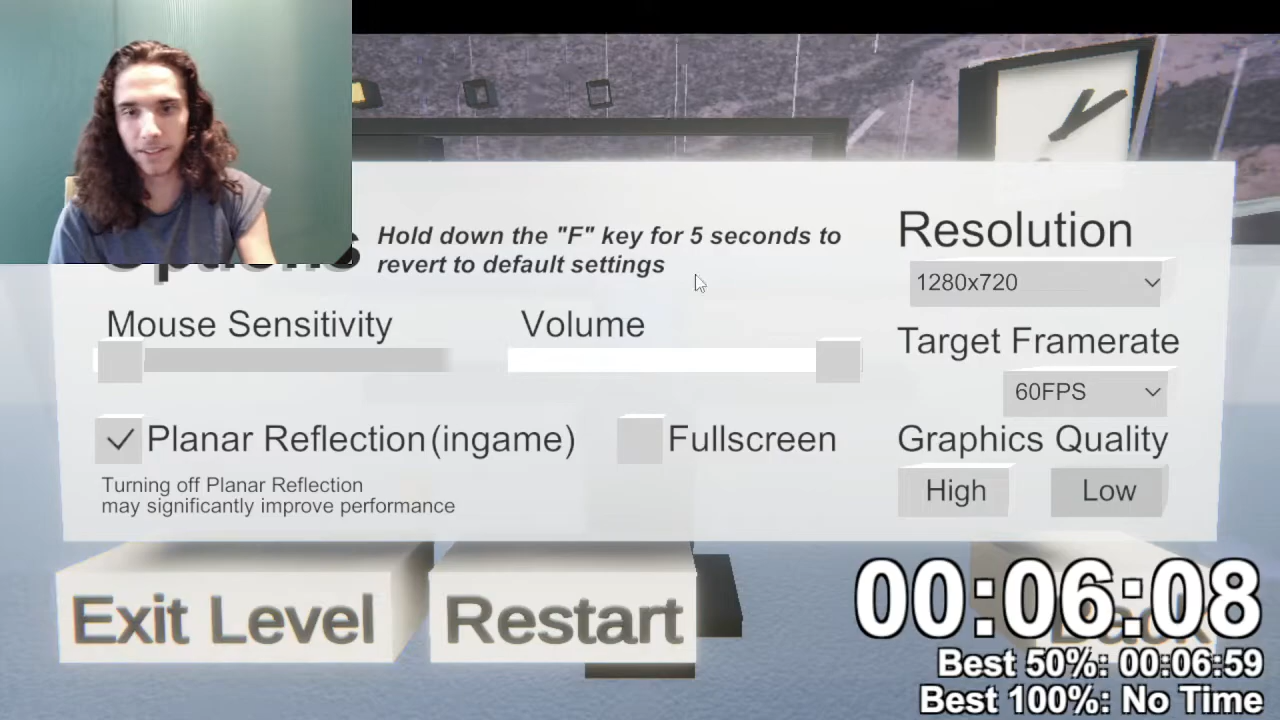 Options
Hold down the "F" key for 5 seconds to
revert to default settings
Resolution
1280x720
Mouse Sensitivity
Volume
Target Framerate
60FPS
Planar Reflection(ingame)
Fullscreen
Graphics Quality
Turning off Planar Reflection
may significantly improve performance
High
Low
Exit Level
Restart
Back
00:06:08
Best 50%: 00:06:59
Best 100%: No Time